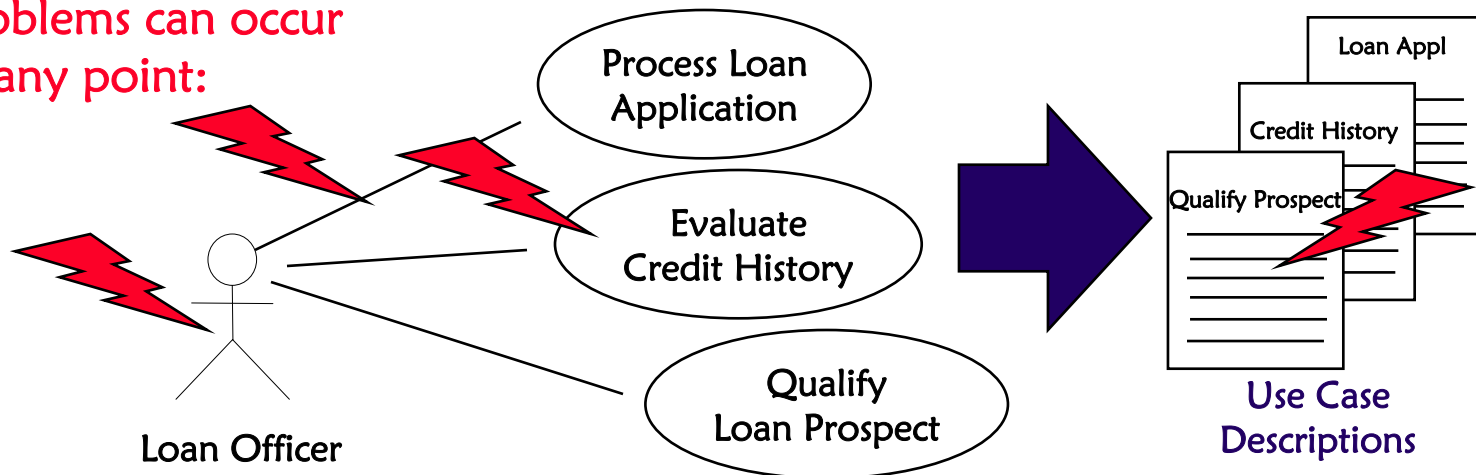 oblems can occur
any point:
Process Loan
Application
Evaluate
Credit History
Qualify
Loan Prospect
Loan Officer
Loan Appl
Credit History
Qualify Prospect
Use Case
Descriptions